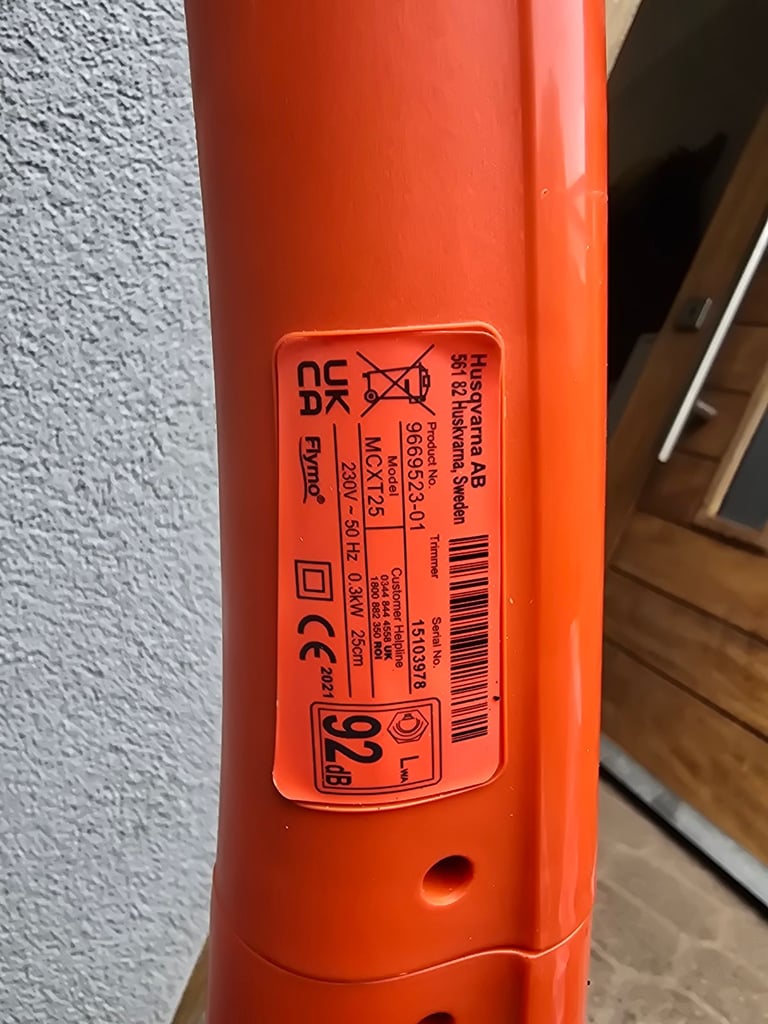 Husqvarna AB
561 82 Huskvarna, Sweden
Product No.
9669523-01
Trimmer
Serial No.
15103978
Model
MCXT25
Customer Helpline
0344 844 4558 UK
1800 882 350 ROI
230V ~ 50 Hz 0.3kW 25cm
UK
CA
Flymo®
CE 2021
LWA
92dB